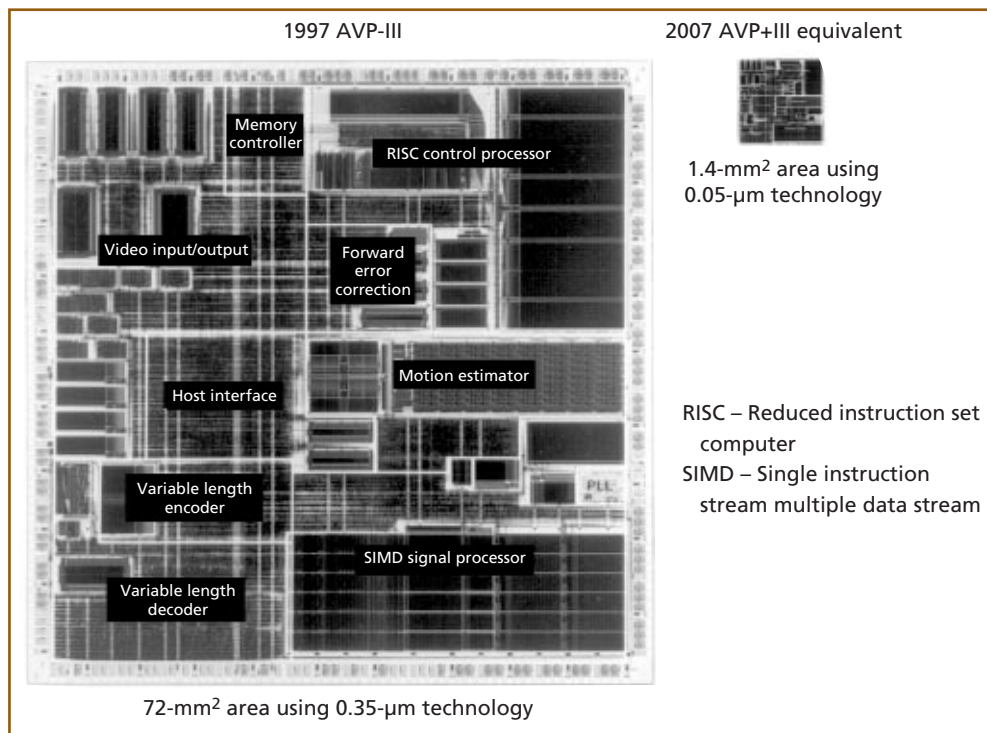 1997 AVP-III
2007 AVP+III equivalent
Memory
controller
RISC control processor
1.4-mm² area using
0.05-µm technology
Video input/output
Forward
error
correction
Motion estimator
Host interface
RISC – Reduced instruction set
computer
SIMD – Single instruction
stream multiple data stream
Variable length
encoder
PLL
SIMD signal processor
Variable length
decoder
72-mm² area using 0.35-µm technology